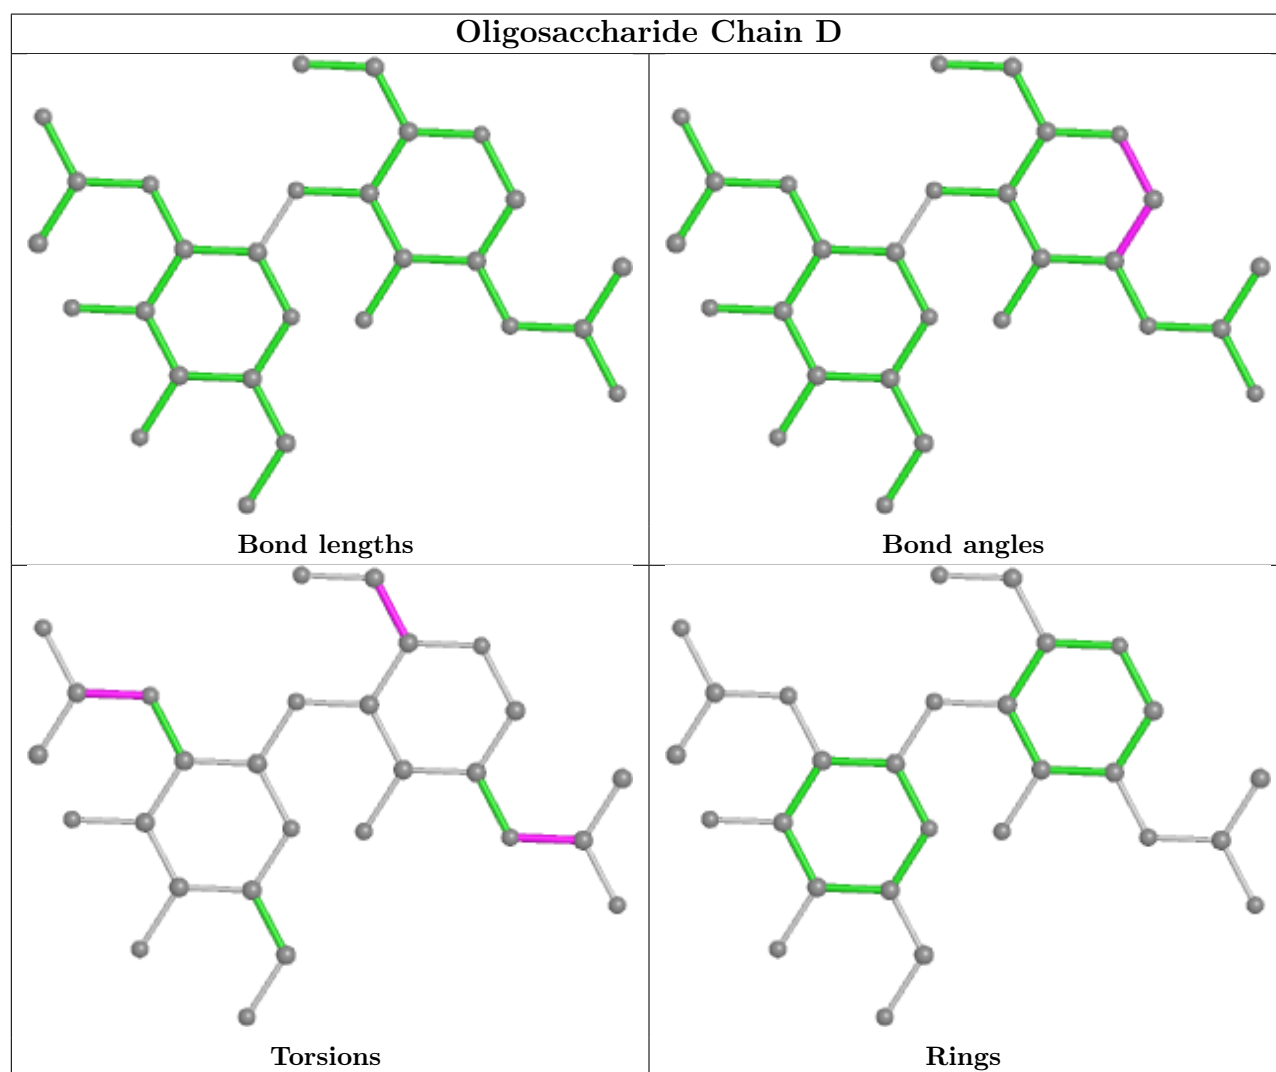 Oligosaccharide Chain D
Bond lengths
Bond angles
Torsions
Rings